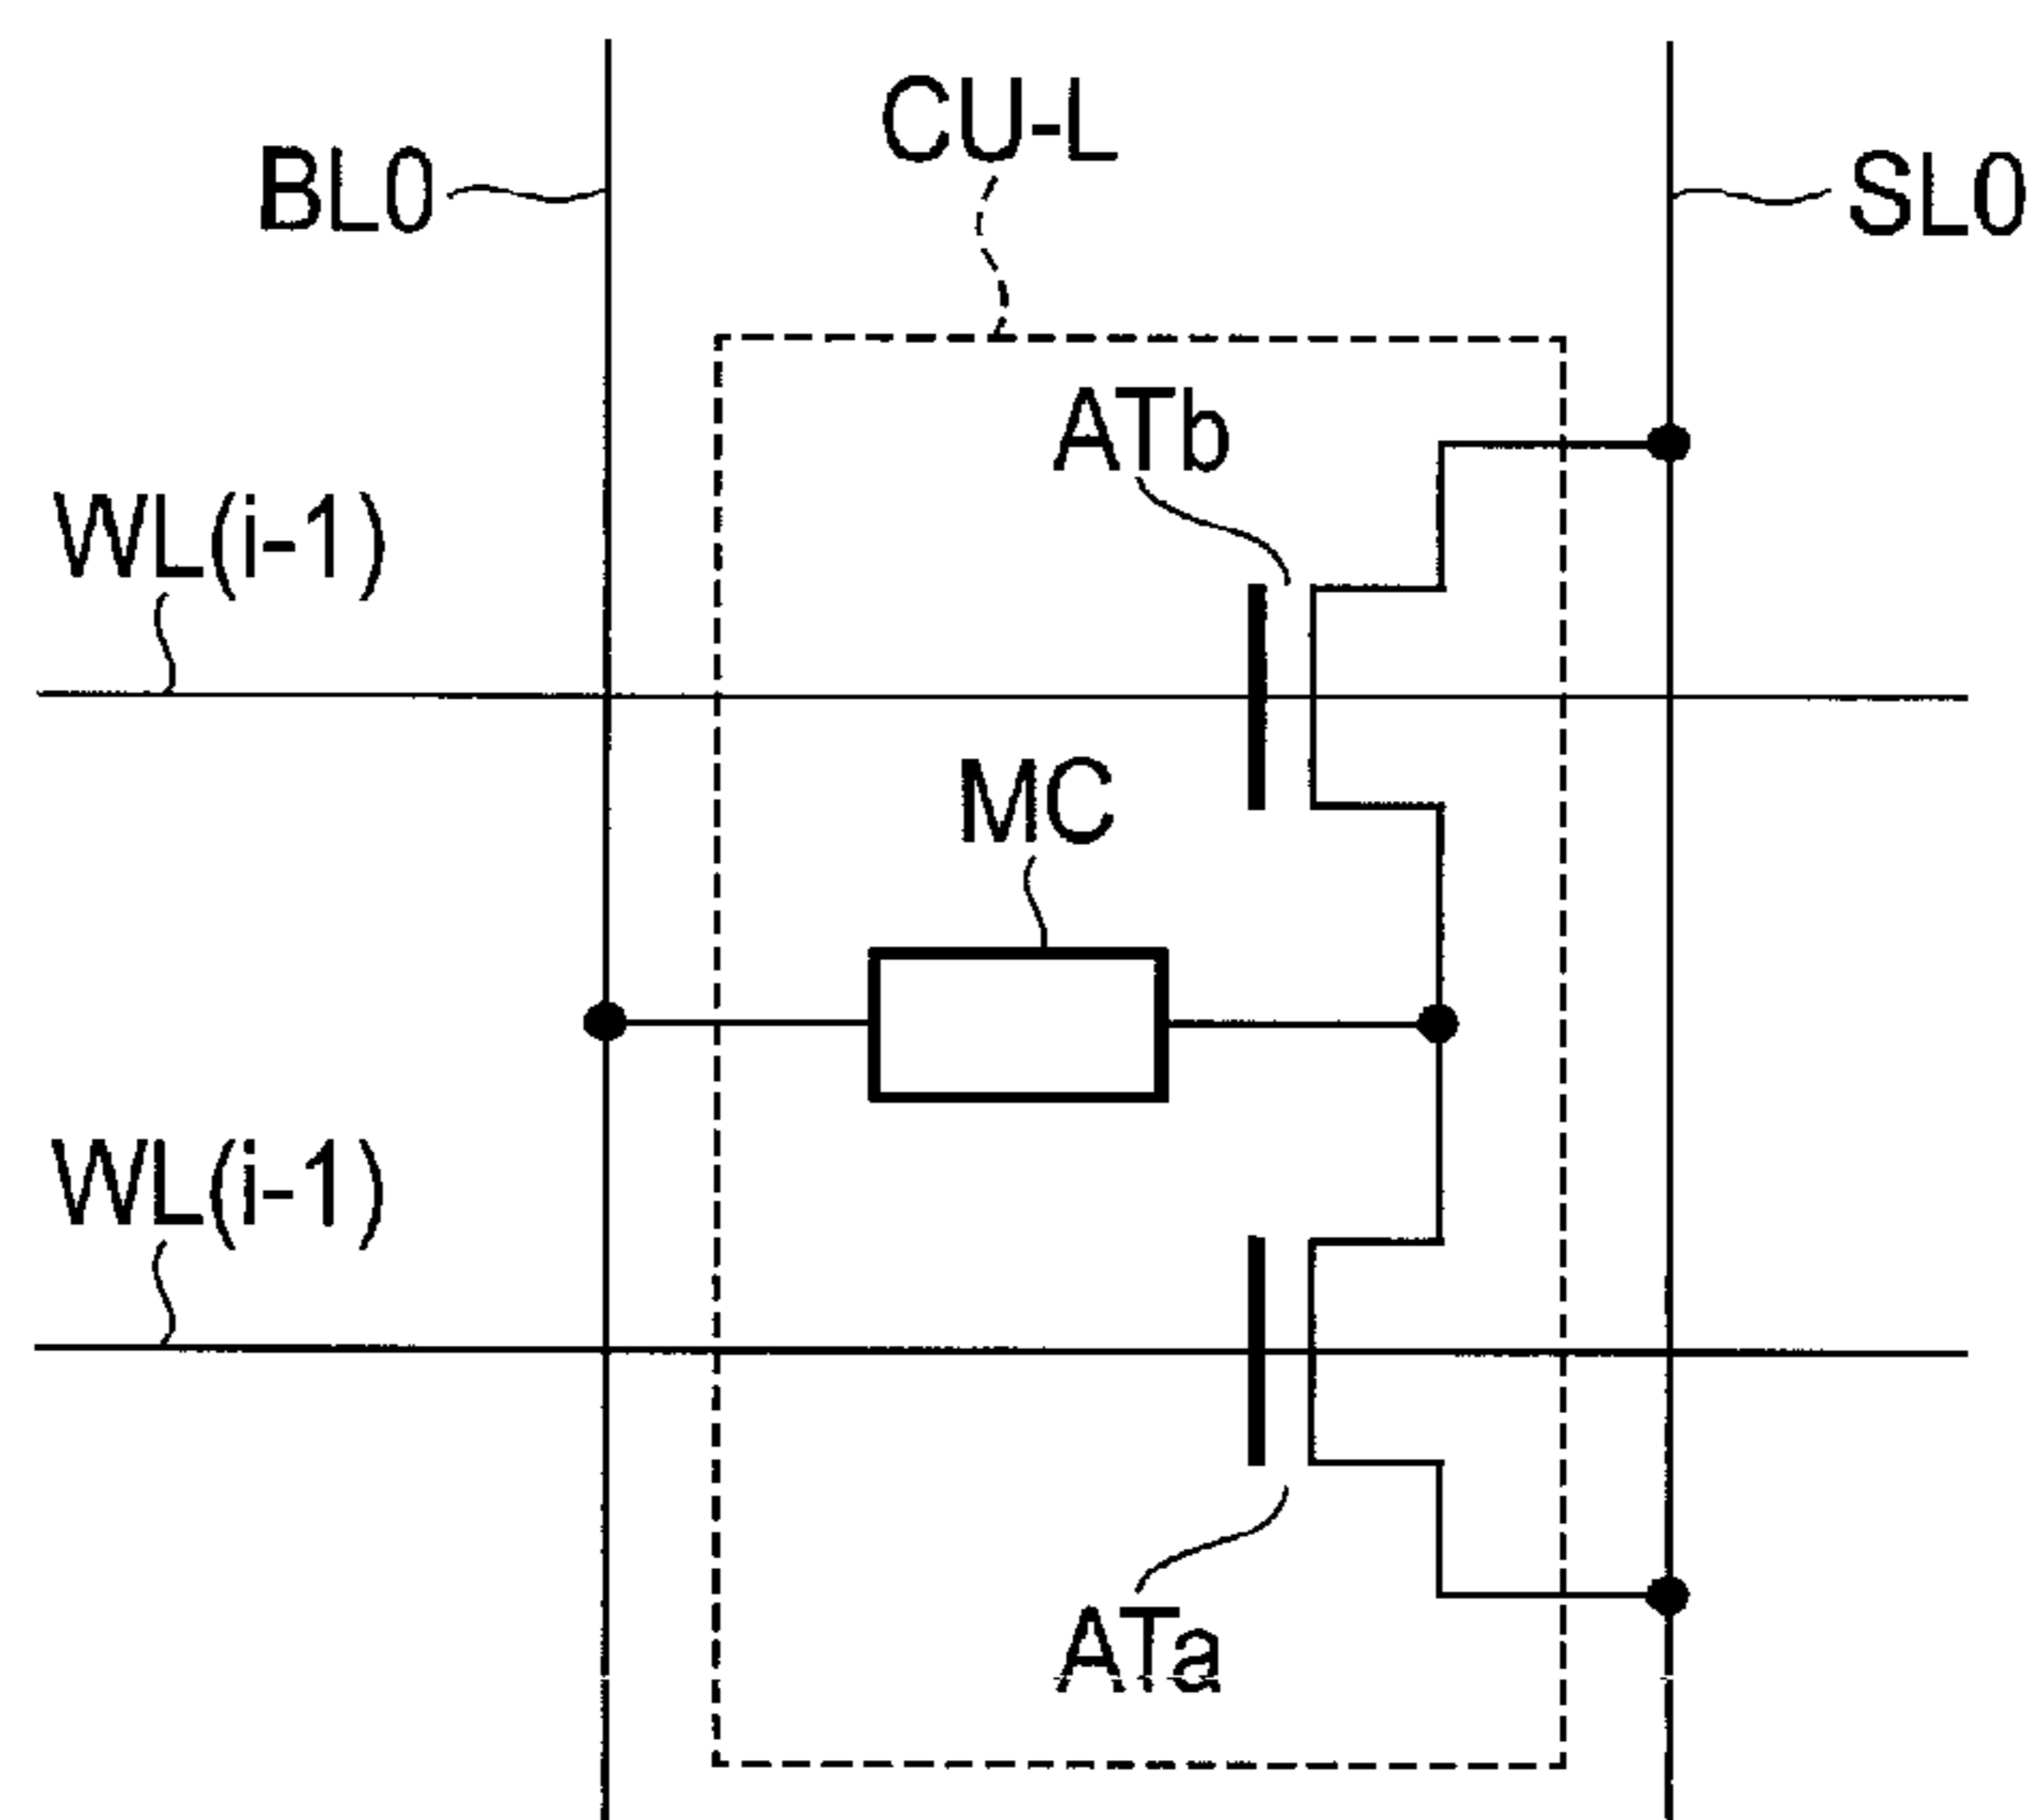 CU-L
BL0
SL0
ATb
WL(i-1)
MC
WL(i-1)
ATa